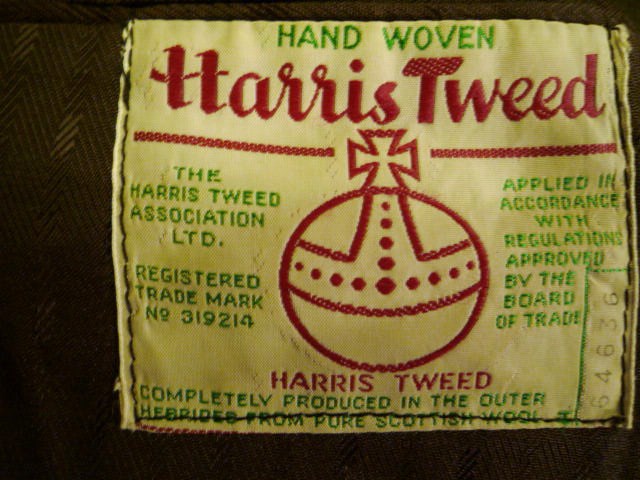 HAND WOVEN
Harris Tweed
THE
HARRIS TWEED
ASSOCIATION
LTD.
REGISTERED
TRADE MARK
Nº 319214
APPLIED IN
ACCORDANCE
WITH
REGULATIONS
APPROVED
BY THE
BOARD
OF TRADE
64636
HARRIS TWEED
COMPLETELY PRODUCED IN THE OUTER
HEBRIDES FROM PURE SCOTTISH WOOL